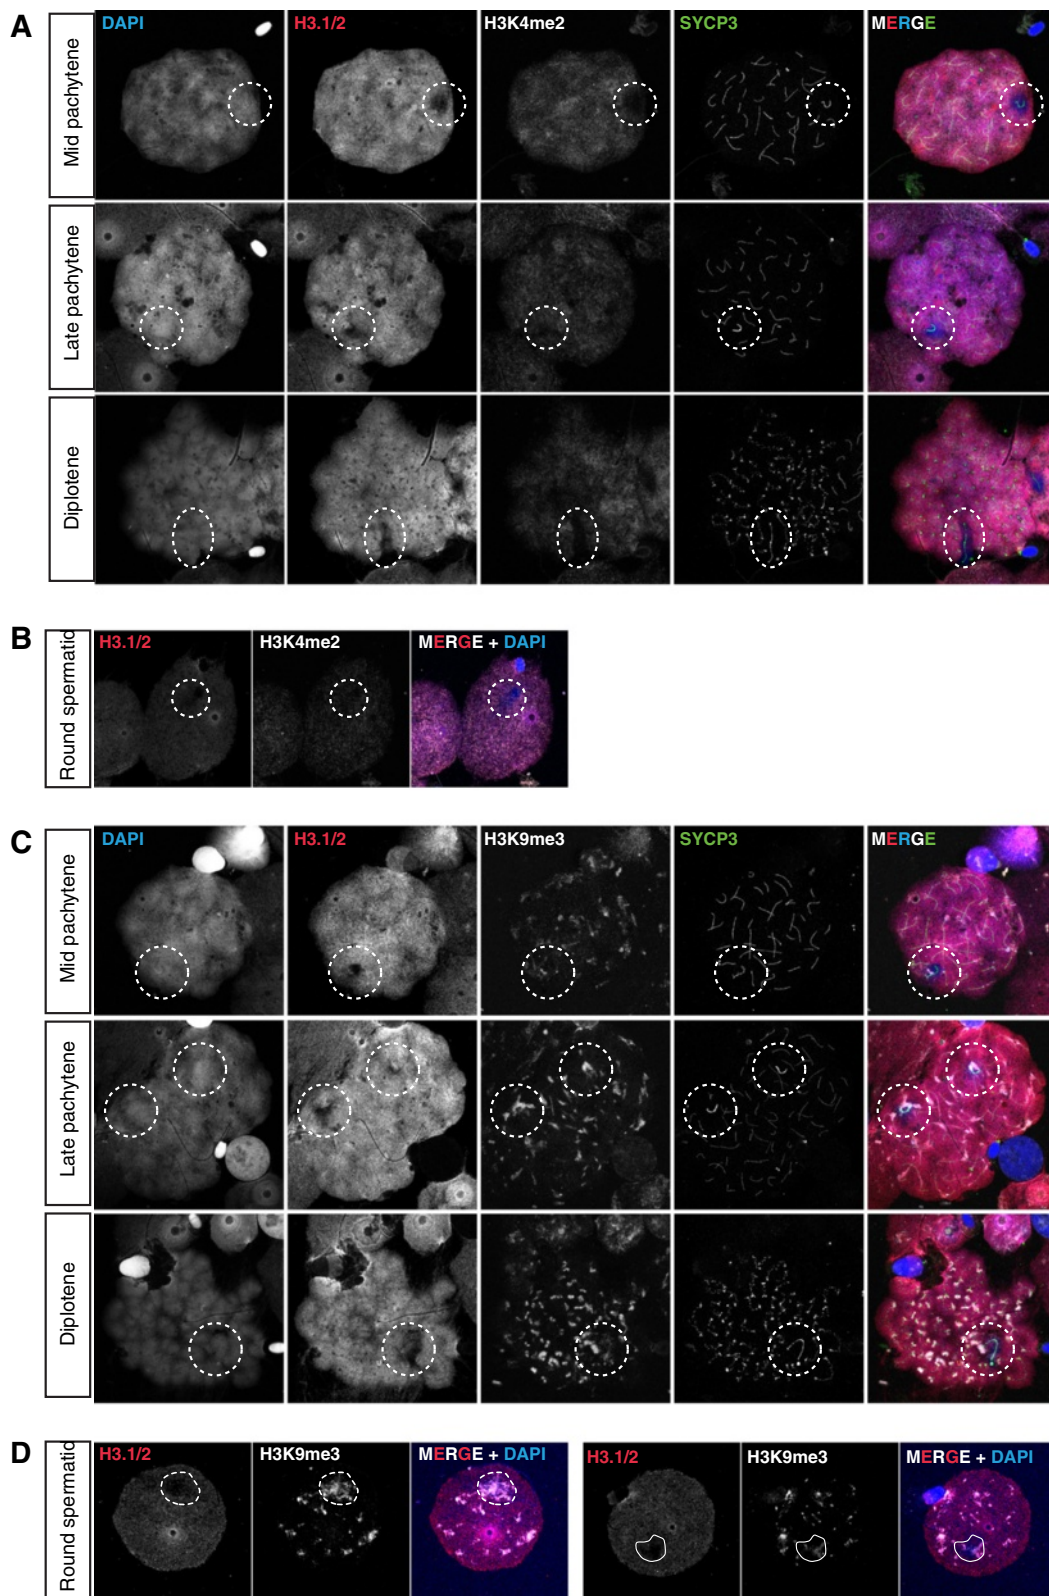 A
DAPI
H3.1/2
H3K4me2
SYCP3
MERGE
Mid pachytene
Late pachytene
Diplotene
B
H3.1/2
H3K4me2
MERGE + DAPI
Round spermatid
C
DAPI
H3.1/2
H3K9me3
SYCP3
MERGE
Mid pachytene
Late pachytene
Diplotene
D
H3.1/2
H3K9me3
MERGE + DAPI
H3.1/2
H3K9me3
MERGE + DAPI
Round spermatid